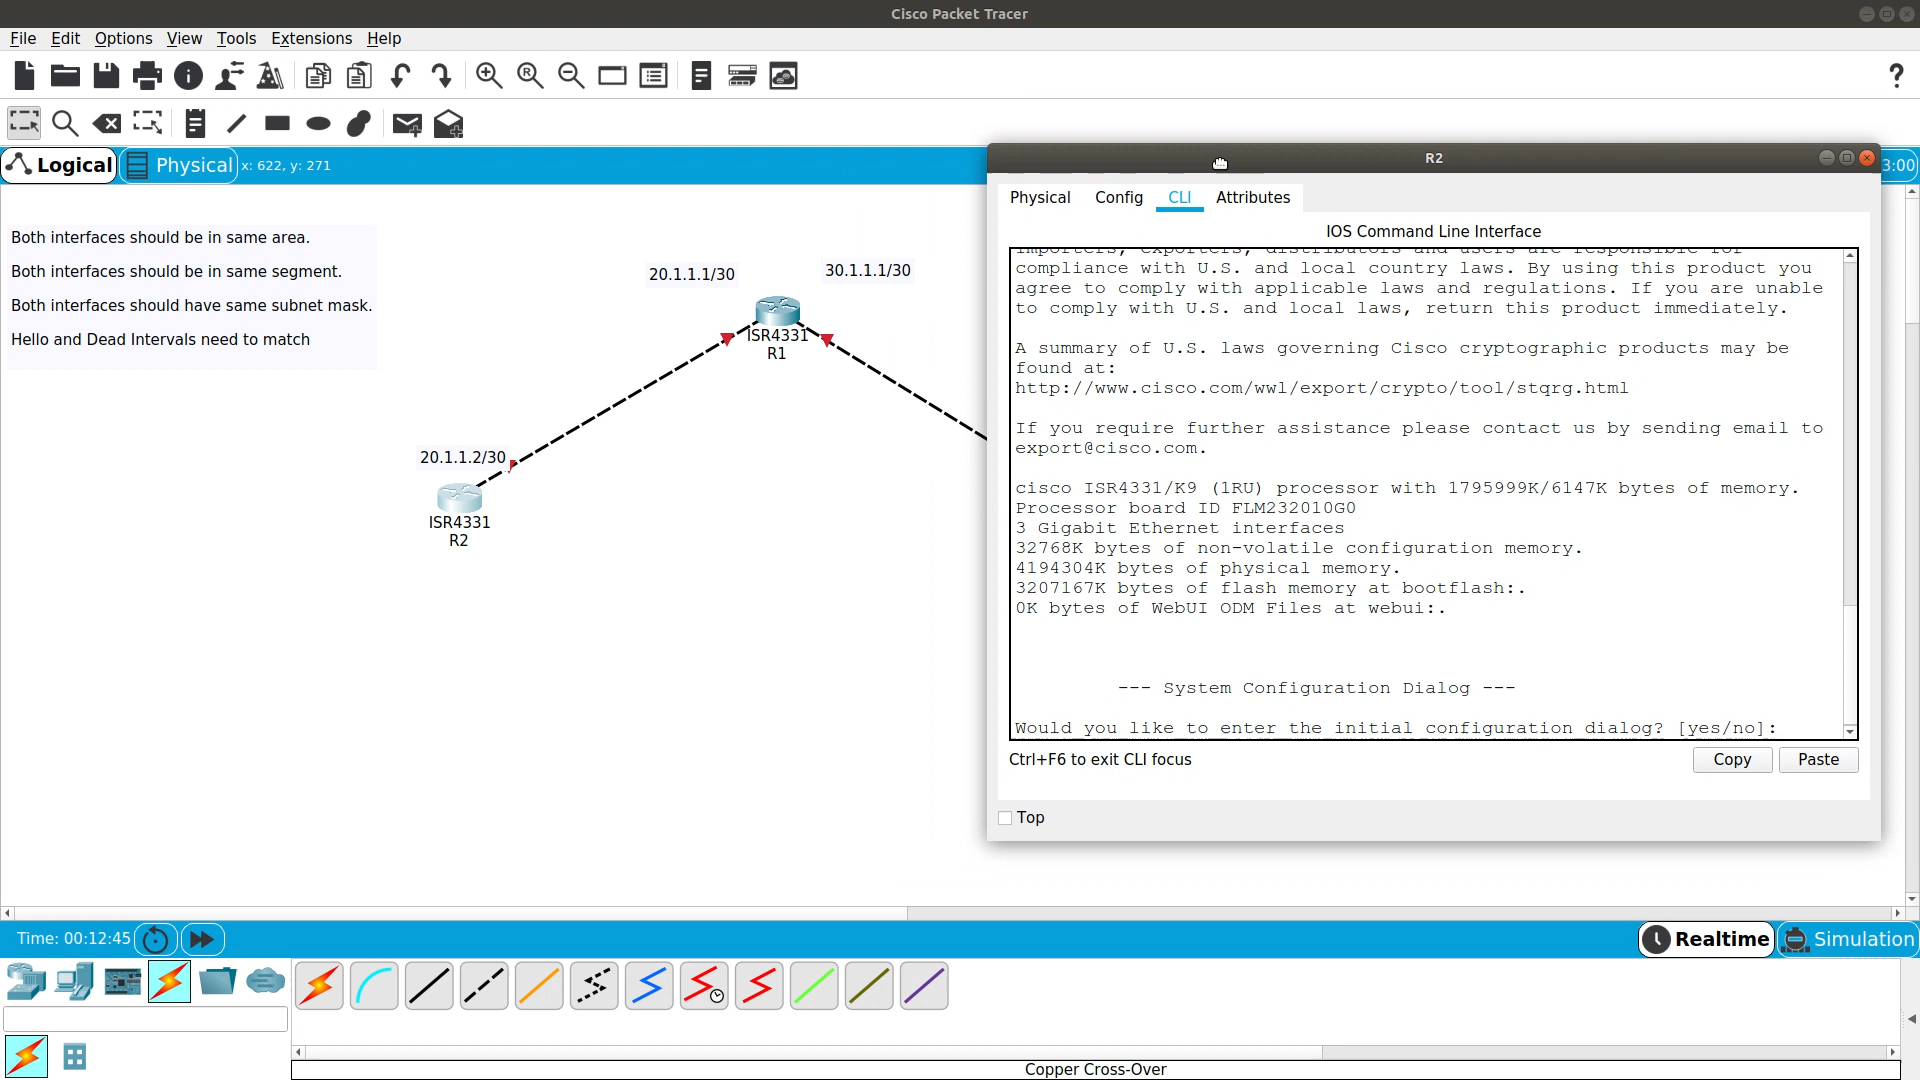 Cisco Packet Tracer
File Edit Options View Tools Extensions Help
Logical
Physical
x: 622, y: 271
3:00
Both interfaces should be in same area.
Both interfaces should be in same segment.
Both interfaces should have same subnet mask.
Hello and Dead Intervals need to match
20.1.1.1/30
30.1.1.1/30
ISR4331
R1
20.1.1.2/30
ISR4331
R2
R2
Physical Config CLI Attributes
IOS Command Line Interface
importers, exporters, distributors and users are responsible for
compliance with U.S. and local country laws. By using this product you
agree to comply with applicable laws and regulations. If you are unable
to comply with U.S. and local laws, return this product immediately.
A summary of U.S. laws governing Cisco cryptographic products may be
found at:
http://www.cisco.com/wwl/export/crypto/tool/stqrg.html
If you require further assistance please contact us by sending email to
export@cisco.com.
cisco ISR4331/K9 (1RU) processor with 1795999K/6147K bytes of memory.
Processor board ID FLM232010G0
3 Gigabit Ethernet interfaces
32768K bytes of non-volatile configuration memory.
4194304K bytes of physical memory.
3207167K bytes of flash memory at bootflash:.
0K bytes of WebUI ODM Files at webui:.
--- System Configuration Dialog ---
Would you like to enter the initial configuration dialog? [yes/no]:
Ctrl+F6 to exit CLI focus
Copy
Paste
Top
Time: 00:12:45
Realtime
Simulation
Copper Cross-Over